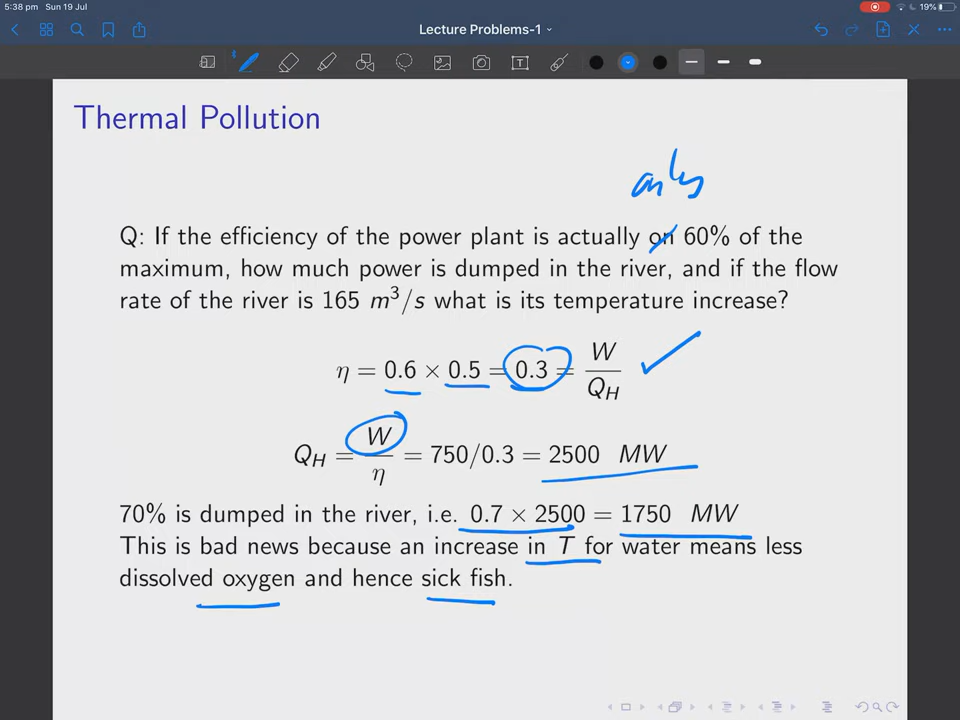 5:38 pm Sun 19 Jul
19%
Lecture Problems-1
Thermal Pollution
only
Q: If the efficiency of the power plant is actually on 60% of the
maximum, how much power is dumped in the river, and if the flow
rate of the river is 165 m³/s what is its temperature increase?
η = 0.6 × 0.5 = 0.3 = W/Q_H
Q_H = W/η = 750/0.3 = 2500 MW
70% is dumped in the river, i.e. 0.7 × 2500 = 1750 MW
This is bad news because an increase in T for water means less
dissolved oxygen and hence sick fish.